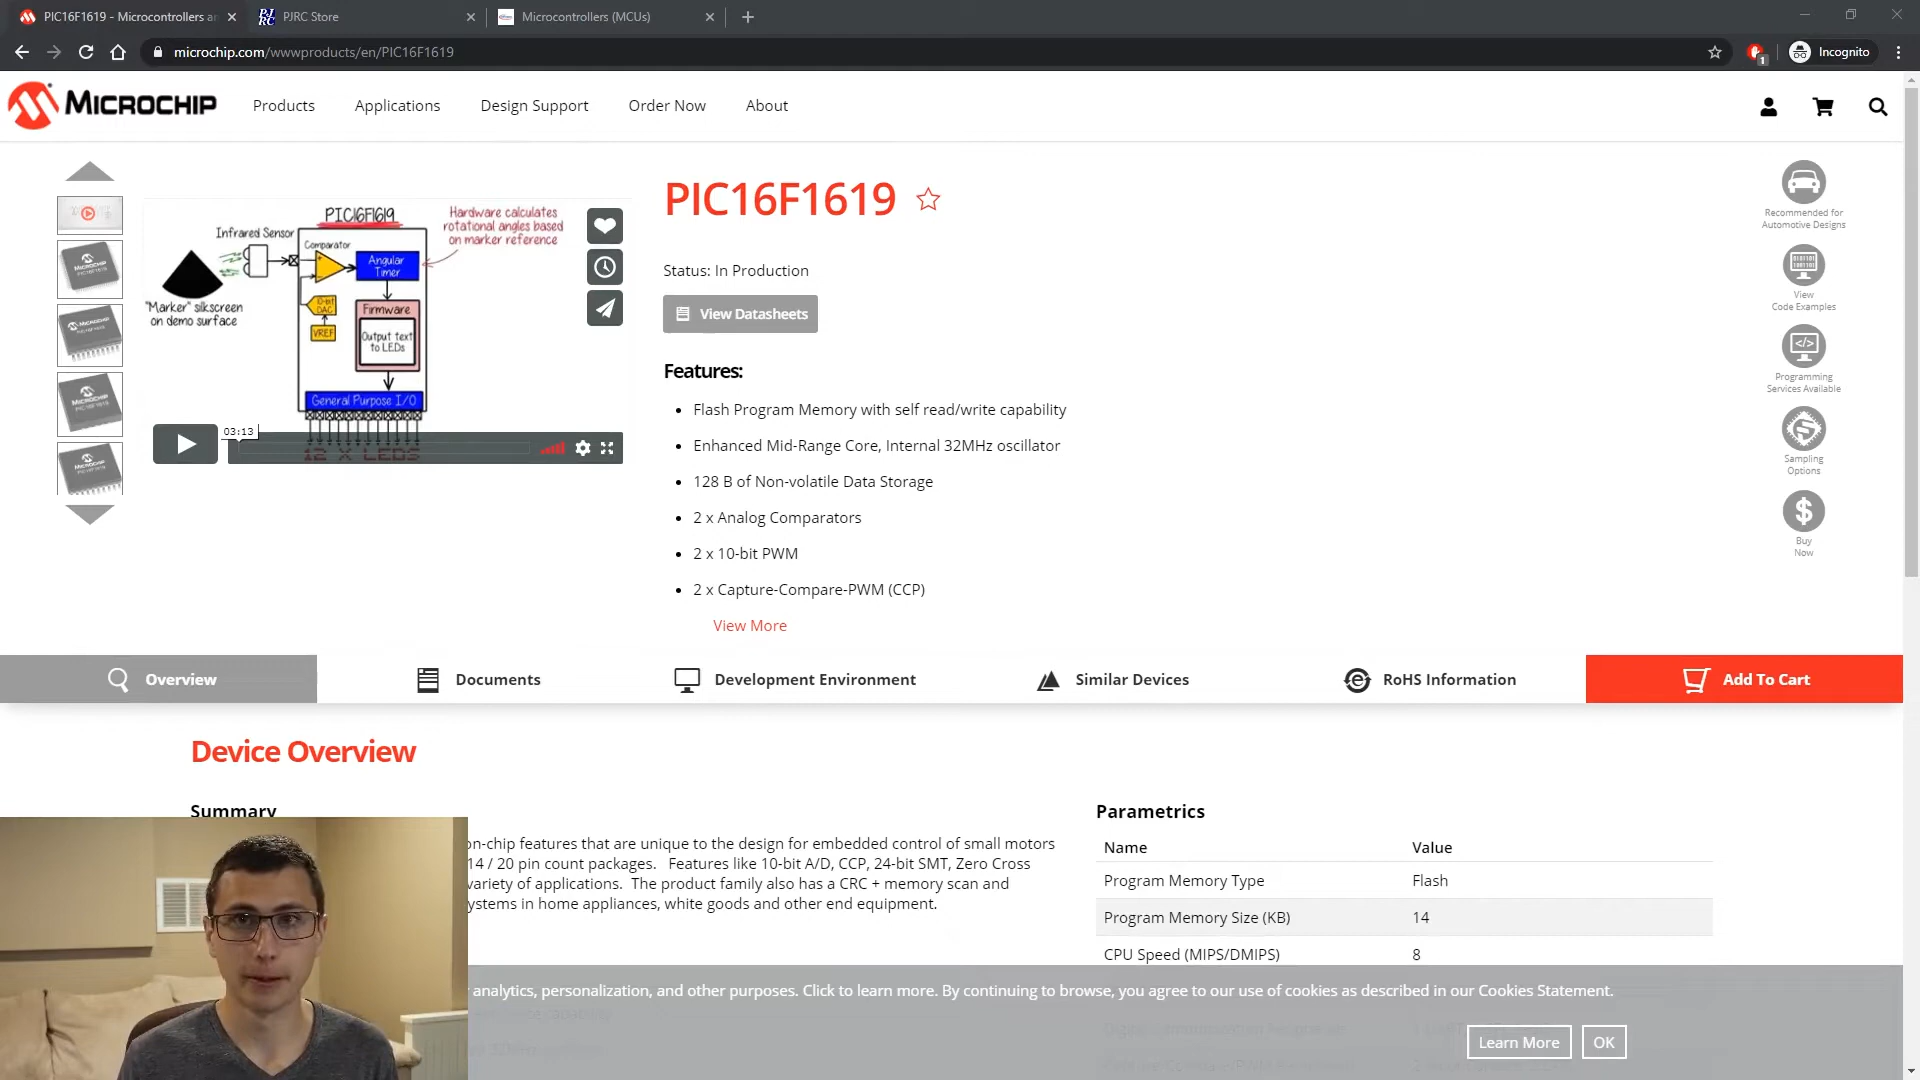 PIC16F1619 - Microcontrollers ar
PJRC Store
Microcontrollers (MCUs)
microchip.com/wwwproducts/en/PIC16F1619
1
Incognito
MICROCHIP
Products
Applications
Design Support
Order Now
About
PIC16F1619
Infrared Sensor
Comparator
Angular
Timer
Hardware calculates
rotational angles based
on marker reference
"Marker" silkscreen
on demo surface
10-bit
DAC
VREF
Firmware
Output text
to LEDs
General Purpose I/O
12 X LEDS
03:13
PIC16F1619
Status: In Production
View Datasheets
Features:
• Flash Program Memory with self read/write capability
• Enhanced Mid-Range Core, Internal 32MHz oscillator
• 128 B of Non-volatile Data Storage
• 2 x Analog Comparators
• 2 x 10-bit PWM
• 2 x Capture-Compare-PWM (CCP)
View More
Recommended for
Automotive Designs
View
Code Examples
Programming
Services Available
Sampling
Options
Buy
Now
Overview
Documents
Development Environment
Similar Devices
RoHS Information
Add To Cart
Device Overview
Summary
on-chip features that are unique to the design for embedded control of small motors
14 / 20 pin count packages. Features like 10-bit A/D, CCP, 24-bit SMT, Zero Cross
variety of applications. The product family also has a CRC + memory scan and
ystems in home appliances, white goods and other end equipment.
Parametrics
Name Value
Program Memory Type Flash
Program Memory Size (KB) 14
CPU Speed (MIPS/DMIPS) 8
analytics, personalization, and other purposes. Click to learn more. By continuing to browse, you agree to our use of cookies as described in our Cookies Statement.
Learn More
OK